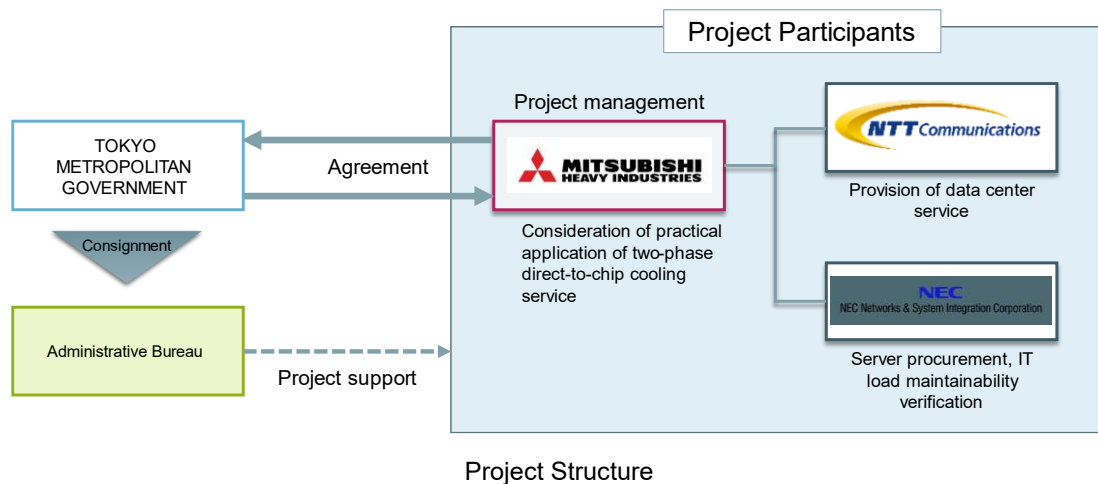 Project Participants
Project management
TOKYO
METROPOLITAN
GOVERNMENT
Agreement
MITSUBISHI
HEAVY INDUSTRIES
NTT Communications
Provision of data center
service
Consideration of practical
application of two-phase
direct-to-chip cooling
service
Consignment
NEC
NEC Networks & System Integration Corporation
Administrative Bureau
Project support
Server procurement, IT
load maintainability
verification
Project Structure